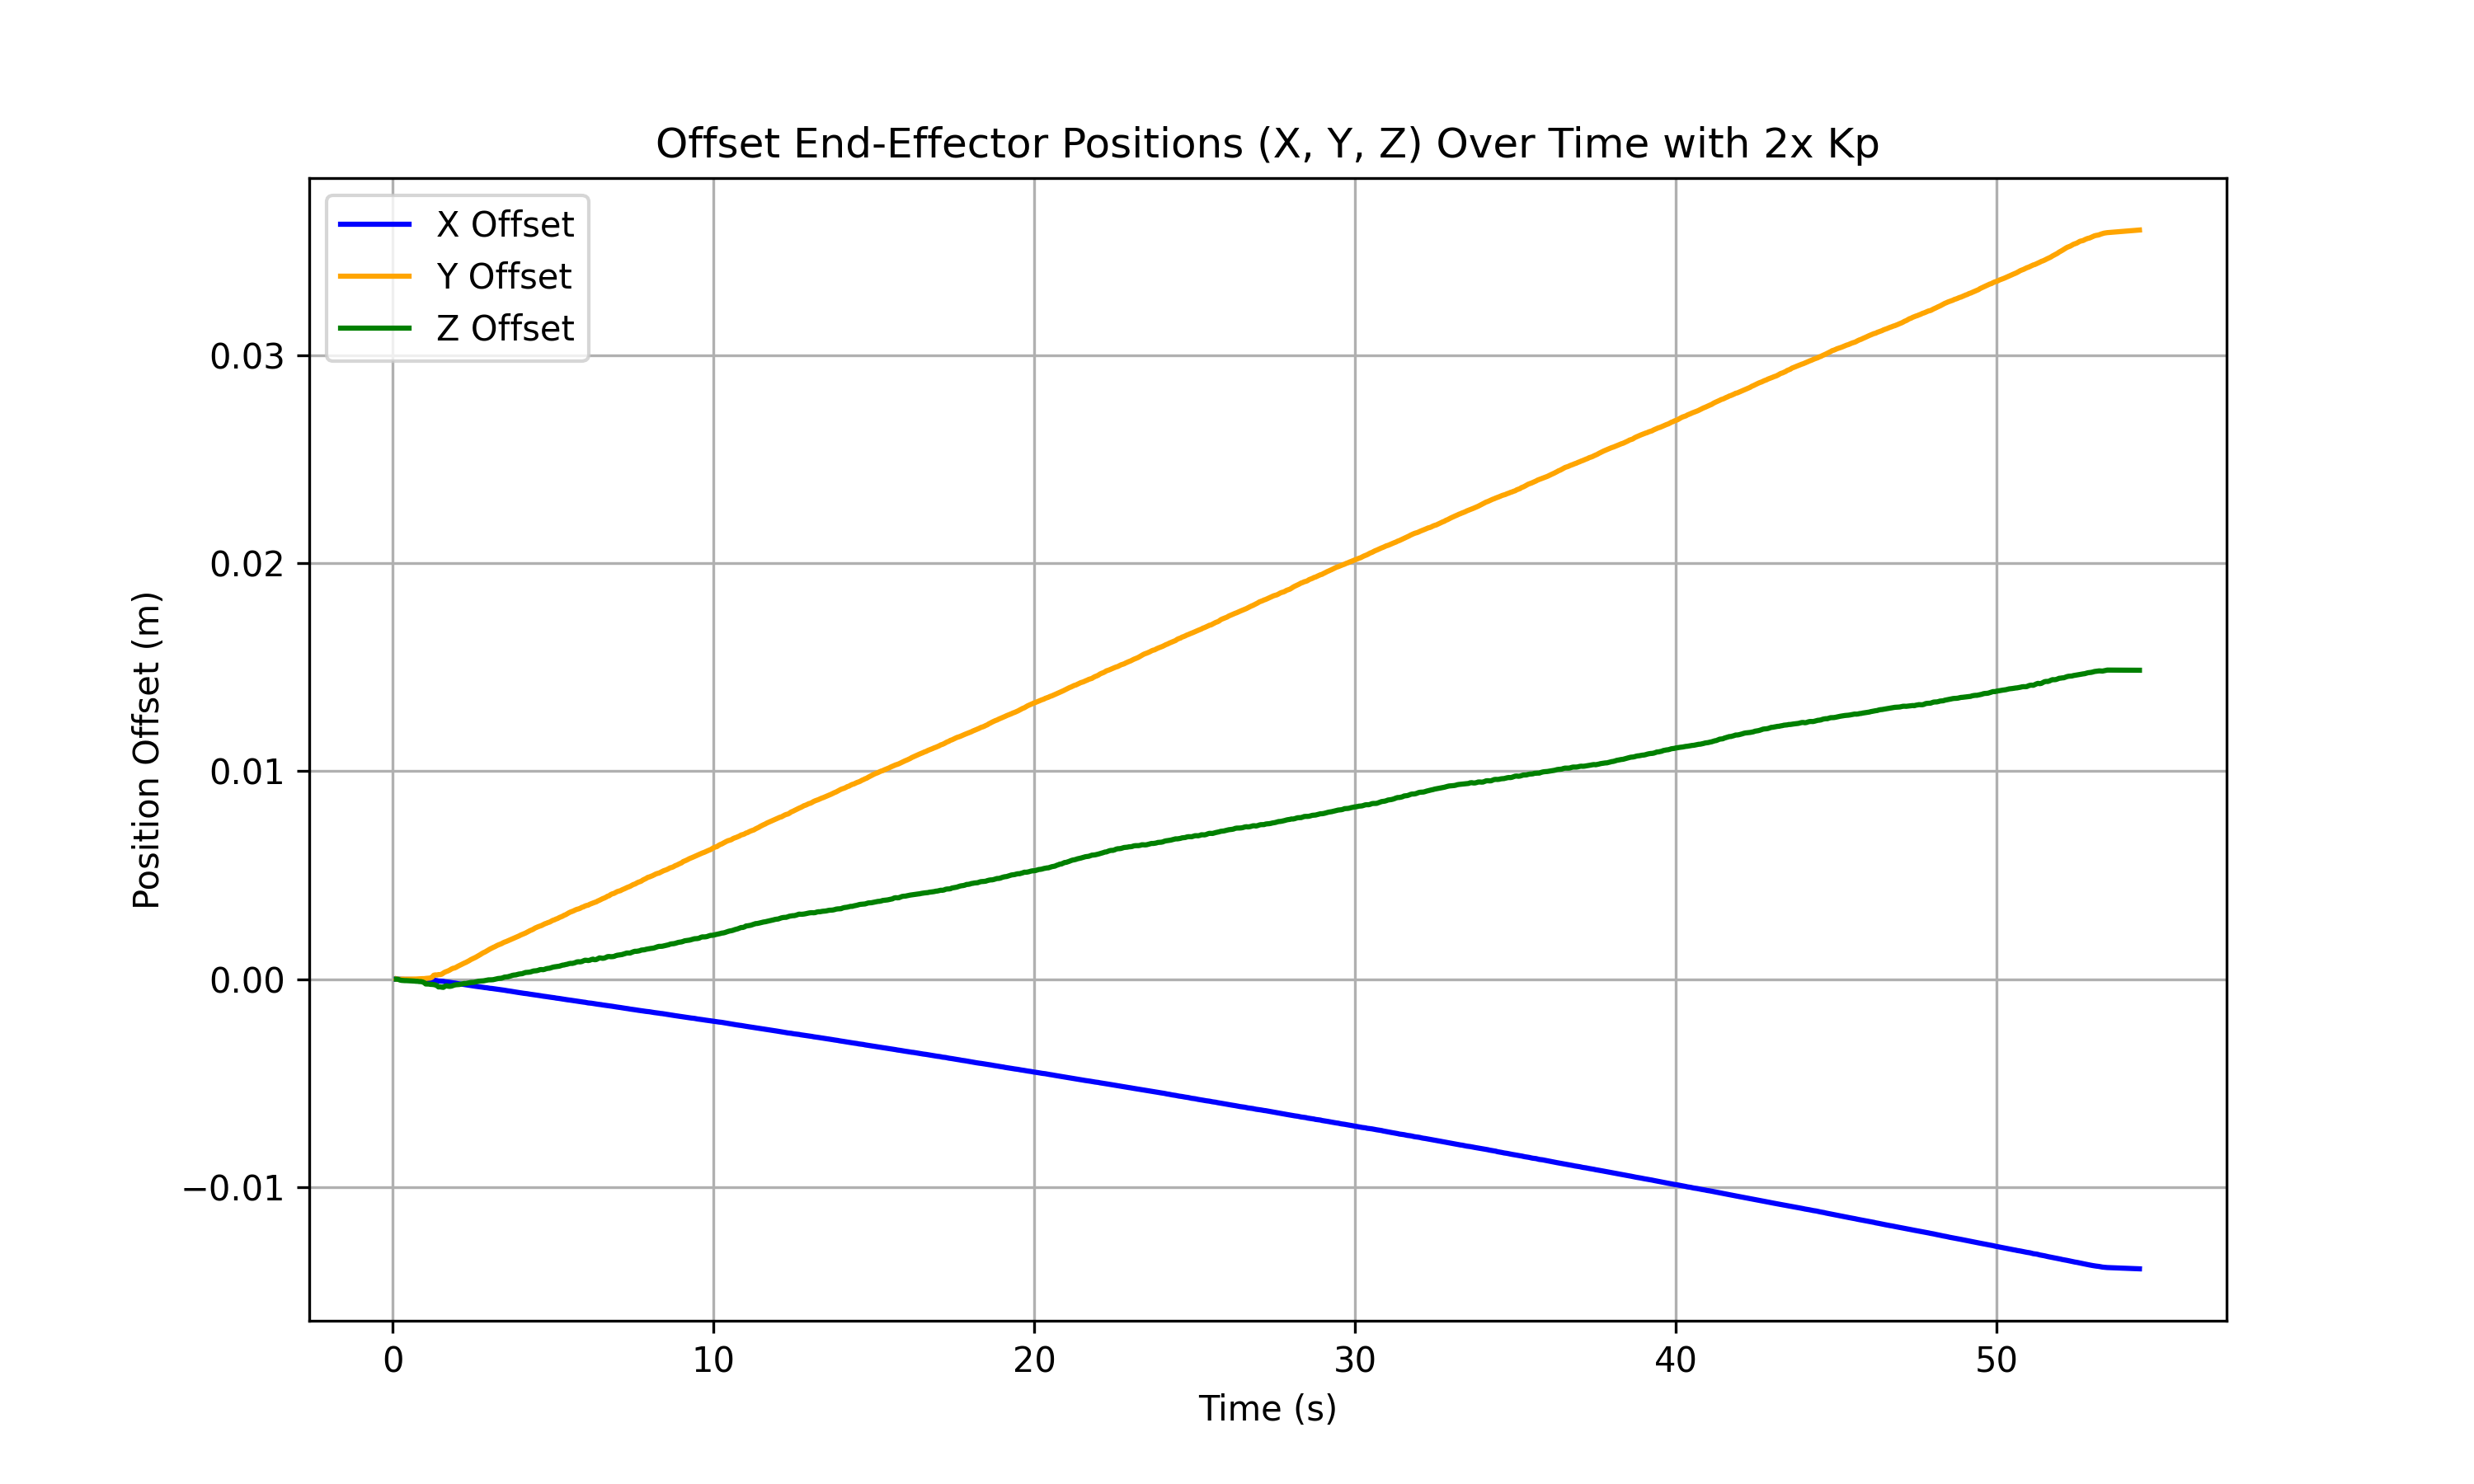 Offset End-Effector Positions (X, Y, Z) Over Time with 2x Kp
X Offset
Y Offset
Z Offset
0.03
0.02
0.01
0.00
−0.01
Position Offset (m)
0 10 20 30 40 50
Time (s)